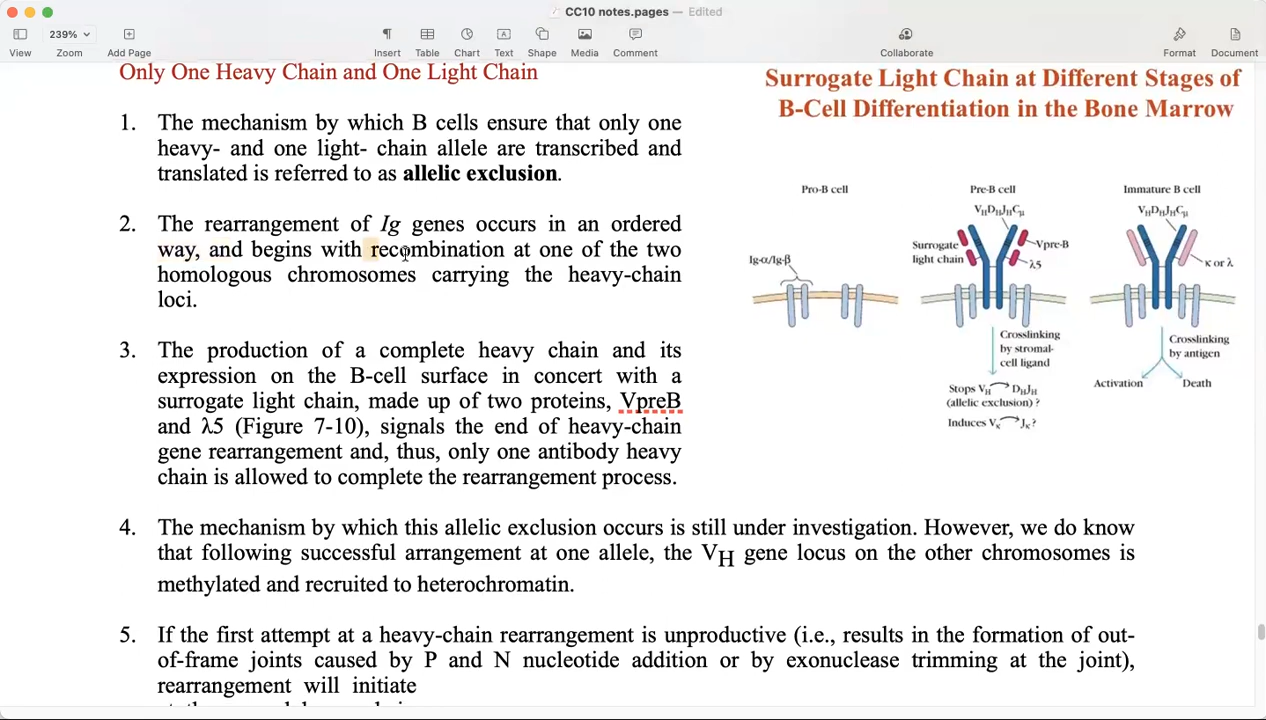 CC10 notes.pages — Edited
239%
View
Zoom
Add Page
Insert
Table
Chart
Text
Shape
Media
Comment
Collaborate
Format
Document
Only One Heavy Chain and One Light Chain
1. The mechanism by which B cells ensure that only one
heavy- and one light- chain allele are transcribed and
translated is referred to as allelic exclusion.
2. The rearrangement of Ig genes occurs in an ordered
way, and begins with recombination at one of the two
homologous chromosomes carrying the heavy-chain
loci.
3. The production of a complete heavy chain and its
expression on the B-cell surface in concert with a
surrogate light chain, made up of two proteins, VpreB
and λ5 (Figure 7-10), signals the end of heavy-chain
gene rearrangement and, thus, only one antibody heavy
chain is allowed to complete the rearrangement process.
4. The mechanism by which this allelic exclusion occurs is still under investigation. However, we do know
that following successful arrangement at one allele, the VH gene locus on the other chromosomes is
methylated and recruited to heterochromatin.
5. If the first attempt at a heavy-chain rearrangement is unproductive (i.e., results in the formation of out-
of-frame joints caused by P and N nucleotide addition or by exonuclease trimming at the joint),
rearrangement will initiate
Surrogate Light Chain at Different Stages of
B-Cell Differentiation in the Bone Marrow
Pro-B cell
Ig-α/Ig-β
Pre-B cell
VHDHJHCμ
Surrogate
light chain
Vpre-B
λ5
Crosslinking
by stromal-
cell ligand
Stops VH DHJH
(allelic exclusion) ?
Induces Vκ Jκ?
Immature B cell
VHDHJHCμ
κ or λ
Crosslinking
by antigen
Activation
Death